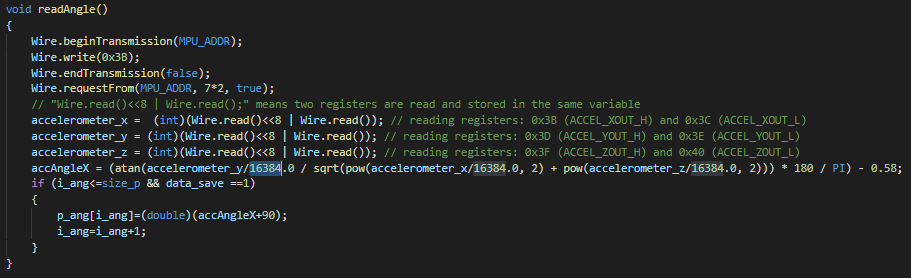 void readAngle()
{
Wire.beginTransmission(MPU_ADDR);
Wire.write(0x3B);
Wire.endTransmission(false);
Wire.requestFrom(MPU_ADDR, 7*2, true);
// "Wire.read()<<8 | Wire.read();" means two registers are read and stored in the same variable
accelerometer_x =  (int)(Wire.read()<<8 | Wire.read()); // reading registers: 0x3B (ACCEL_XOUT_H) and 0x3C (ACCEL_XOUT_L)
accelerometer_y = (int)(Wire.read()<<8 | Wire.read()); // reading registers: 0x3D (ACCEL_YOUT_H) and 0x3E (ACCEL_YOUT_L)
accelerometer_z = (int)(Wire.read()<<8 | Wire.read()); // reading registers: 0x3F (ACCEL_ZOUT_H) and 0x40 (ACCEL_ZOUT_L)
accAngleX = (atan(accelerometer_y/16384.0 / sqrt(pow(accelerometer_x/16384.0, 2) + pow(accelerometer_z/16384.0, 2))) * 180 / PI) - 0.58;
if (i_ang<=size_p && data_save ==1)
{
p_ang[i_ang]=(double)(accAngleX+90);
i_ang=i_ang+1;
}
}